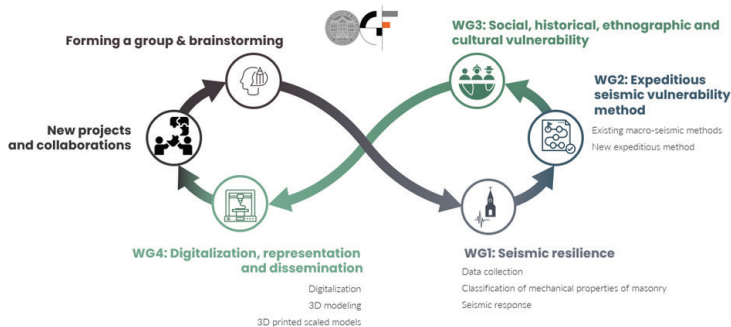 Forming a group & brainstorming
WG3: Social, historical, ethnographic and
cultural vulnerability
WG2: Expeditious
seismic vulnerability
method
Existing macro-seismic methods
New expeditious method
New projects
and collaborations
WG4: Digitalization, representation
and dissemination
Digitalization
3D modeling
3D printed scaled models
WG1: Seismic resilience
Data collection
Classification of mechanical properties of masonry
Seismic response